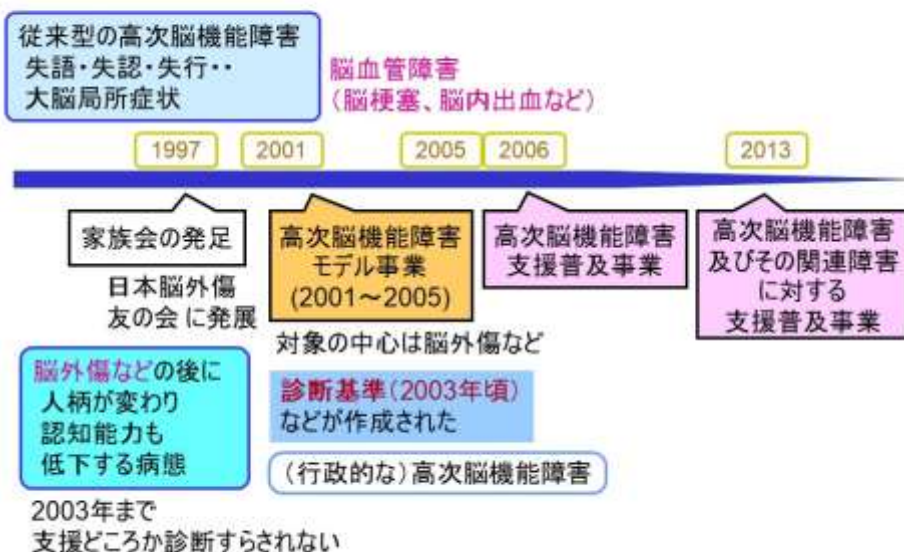 従来型の高次脳機能障害
失語・失認・失行・・
大脳局所症状
脳血管障害
（脳梗塞、脳内出血など）
1997
2001
2005
2006
2013
家族会の発足
日本脳外傷
友の会 に発展
高次脳機能障害
モデル事業
(2001～2005)
対象の中心は脳外傷など
高次脳機能障害
支援普及事業
高次脳機能障害
及びその関連障害
に対する
支援普及事業
脳外傷などの後に
人柄が変わり
認知能力も
低下する病態
2003年まで
支援どころか診断すらされない
診断基準（2003年頃）
などが作成された
（行政的な）高次脳機能障害